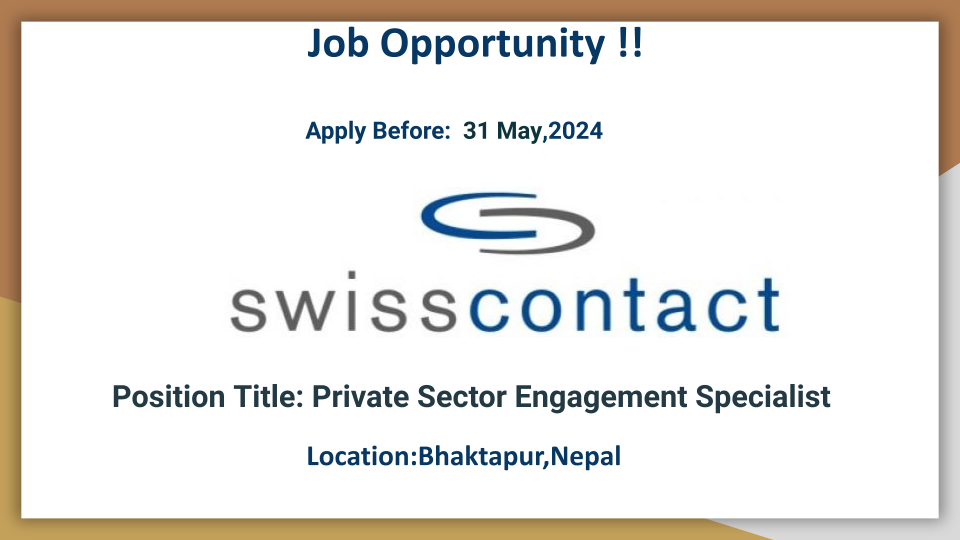 Job Opportunity !!
Apply Before: 31 May,2024
swisscontact
Position Title: Private Sector Engagement Specialist
Location:Bhaktapur,Nepal